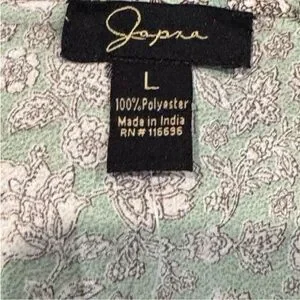 Japna
L
100% Polyester
Made in India
RN# 116696